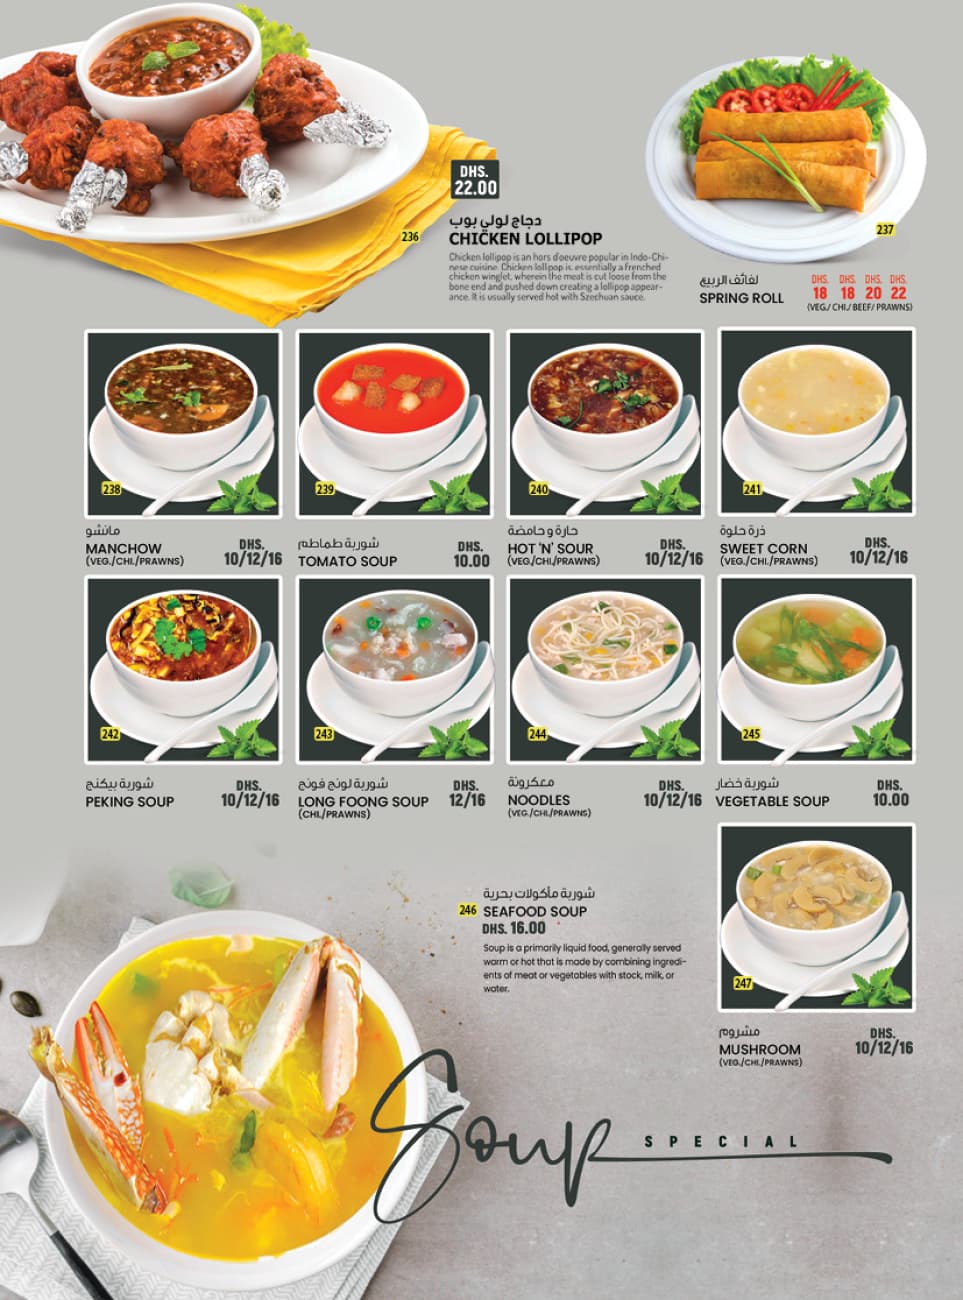 DHS.
22.00
دجاج لولي بوب
236
CHICKEN LOLLIPOP
Chicken lollipop is an hors d'oeuvre popular in Indo-Chi-
nese cuisine. Chicken lollipop is essentially a frenched
chicken winglet, wherein the meat is cut loose from the
bone end and pushed down creating a lollipop appear-
ance. It is usually served hot with Szechuan sauce.
237
لفائف الربيع
SPRING ROLL
DHS. DHS. DHS. DHS.
18 18 20 22
(VEG./ CHI./ BEEF/ PRAWNS)
238
مانشو
MANCHOW
(VEG./CHI./PRAWNS)
DHS.
10/12/16
239
شوربة طماطم
TOMATO SOUP
DHS.
10.00
240
حارة و حامضة
HOT 'N' SOUR
(VEG./CHI./PRAWNS)
DHS.
10/12/16
241
ذرة حلوة
SWEET CORN
(VEG./CHI./PRAWNS)
DHS.
10/12/16
242
شوربة بيكنج
PEKING SOUP
DHS.
10/12/16
243
شوربة لونج فونج
LONG FOONG SOUP
(CHI./PRAWNS)
DHS.
12/16
244
معكرونة
NOODLES
(VEG./CHI./PRAWNS)
DHS.
10/12/16
245
شوربة خضار
VEGETABLE SOUP
DHS.
10.00
شوربة مأكولات بحرية
246 SEAFOOD SOUP
DHS. 16.00
Soup is a primarily liquid food, generally served
warm or hot that is made by combining ingredi-
ents of meat or vegetables with stock, milk, or
water.
247
مشروم
MUSHROOM
(VEG./CHI./PRAWNS)
DHS.
10/12/16
Soup SPECIAL